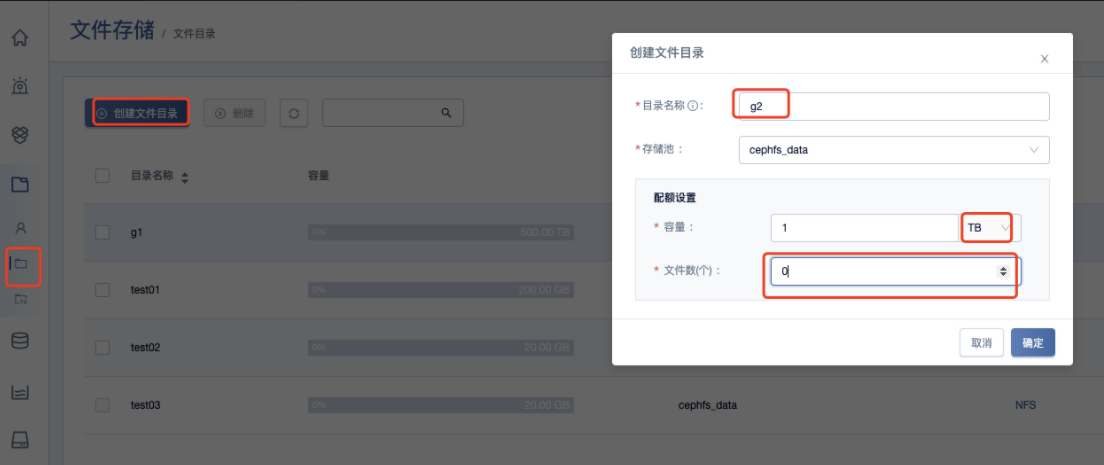 文件存储 / 文件目录
创建文件目录
删除
目录名称
容量
g1
0%
500.00 TB
test01
0%
200.00 GB
test02
0%
20.00 GB
test03
0%
20.00 GB
cephfs_data
NFS
创建文件目录
*目录名称 :
g2
*存储池 :
cephfs_data
配额设置
* 容量 :
1
TB
* 文件数(个) :
0
取消
确定